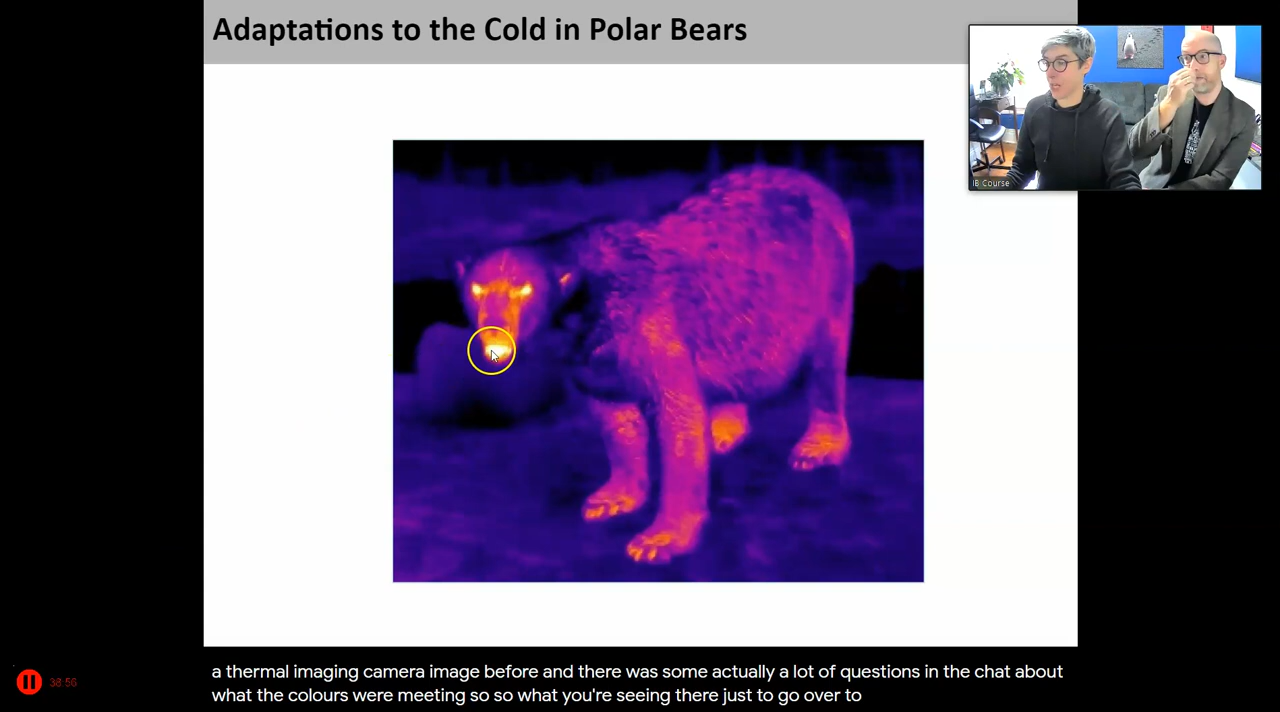 Adaptations to the Cold in Polar Bears
IB Course
a thermal imaging camera image before and there was some actually a lot of questions in the chat about
what the colours were meeting so so what you're seeing there just to go over to
38:56